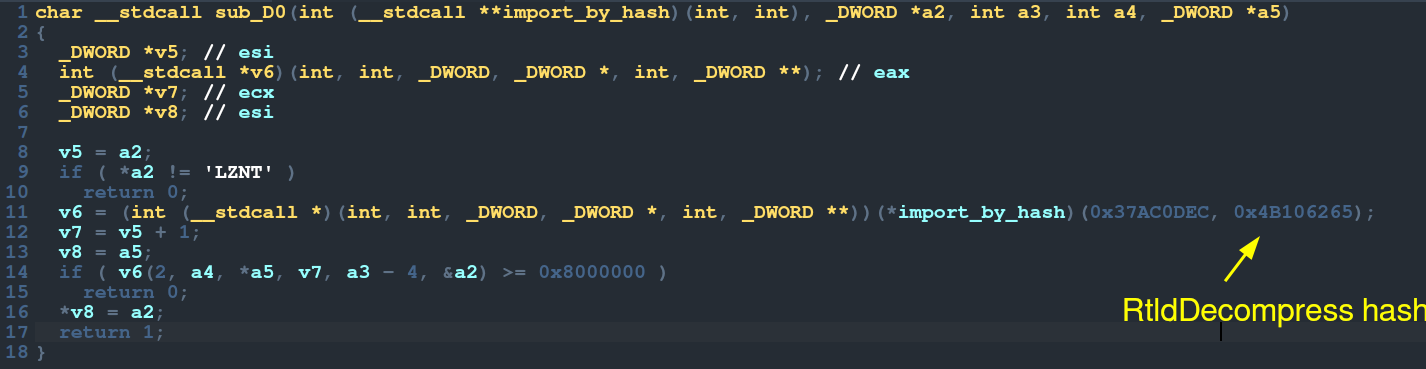 1 char __stdcall sub_D0(int (__stdcall **import_by_hash)(int, int), _DWORD *a2, int a3, int a4, _DWORD *a5)
2 {
3 _DWORD *v5; // esi
4 int (__stdcall *v6)(int, int, _DWORD, _DWORD *, int, _DWORD **); // eax
5 _DWORD *v7; // ecx
6 _DWORD *v8; // esi
7
8 v5 = a2;
9 if ( *a2 != 'LZNT' )
10 return 0;
11 v6 = (int (__stdcall *)(int, int, _DWORD, _DWORD *, int, _DWORD **))(*import_by_hash)(0x37AC0DEC, 0x4B106265);
12 v7 = v5 + 1;
13 v8 = a5;
14 if ( v6(2, a4, *a5, v7, a3 - 4, &a2) >= 0x8000000 )
15 return 0;
16 *v8 = a2;
17 return 1;
18 }
RtldDecompress hash